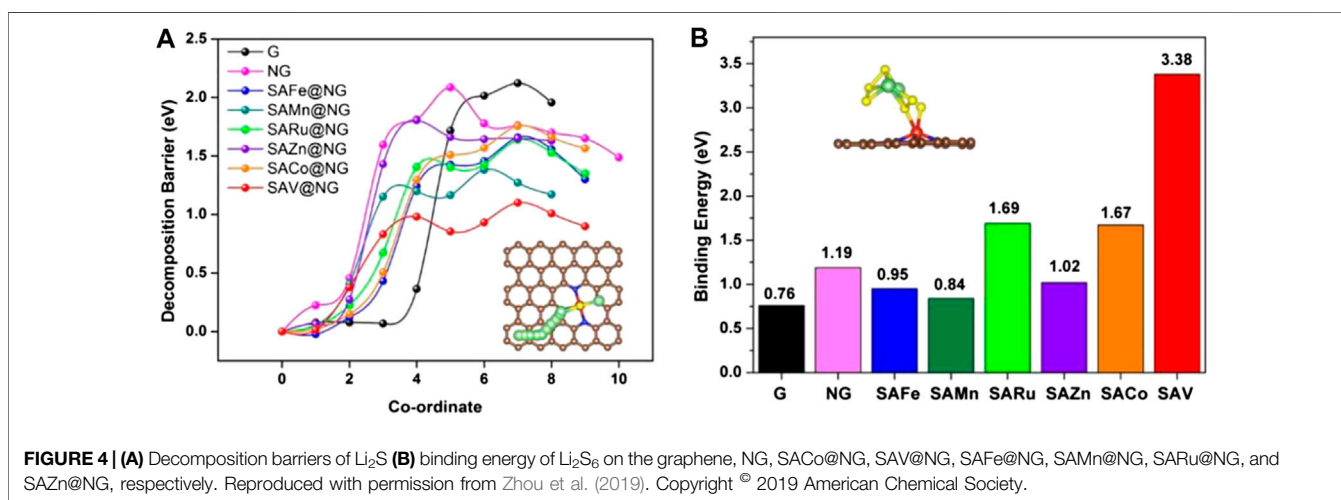 A
Decomposition Barrier (eV)
2.5
2.0
1.5
1.0
0.5
0.0
G
NG
SAFe@NG
SAMn@NG
SARu@NG
SAZn@NG
SACo@NG
SAV@NG
0 2 4 6 8 10
Co-ordinate
B
Binding Energy (eV)
3.5
3.0
2.5
2.0
1.5
1.0
0.5
0.0
0.76
1.19
0.95
0.84
1.69
1.02
1.67
3.38
G NG SAFe SAMn SARu SAZn SACo SAV
FIGURE 4 | (A) Decomposition barriers of Li₂S (B) binding energy of Li₂S₆ on the graphene, NG, SACo@NG, SAV@NG, SAFe@NG, SAMn@NG, SARu@NG, and
SAZn@NG, respectively. Reproduced with permission from Zhou et al. (2019). Copyright © 2019 American Chemical Society.